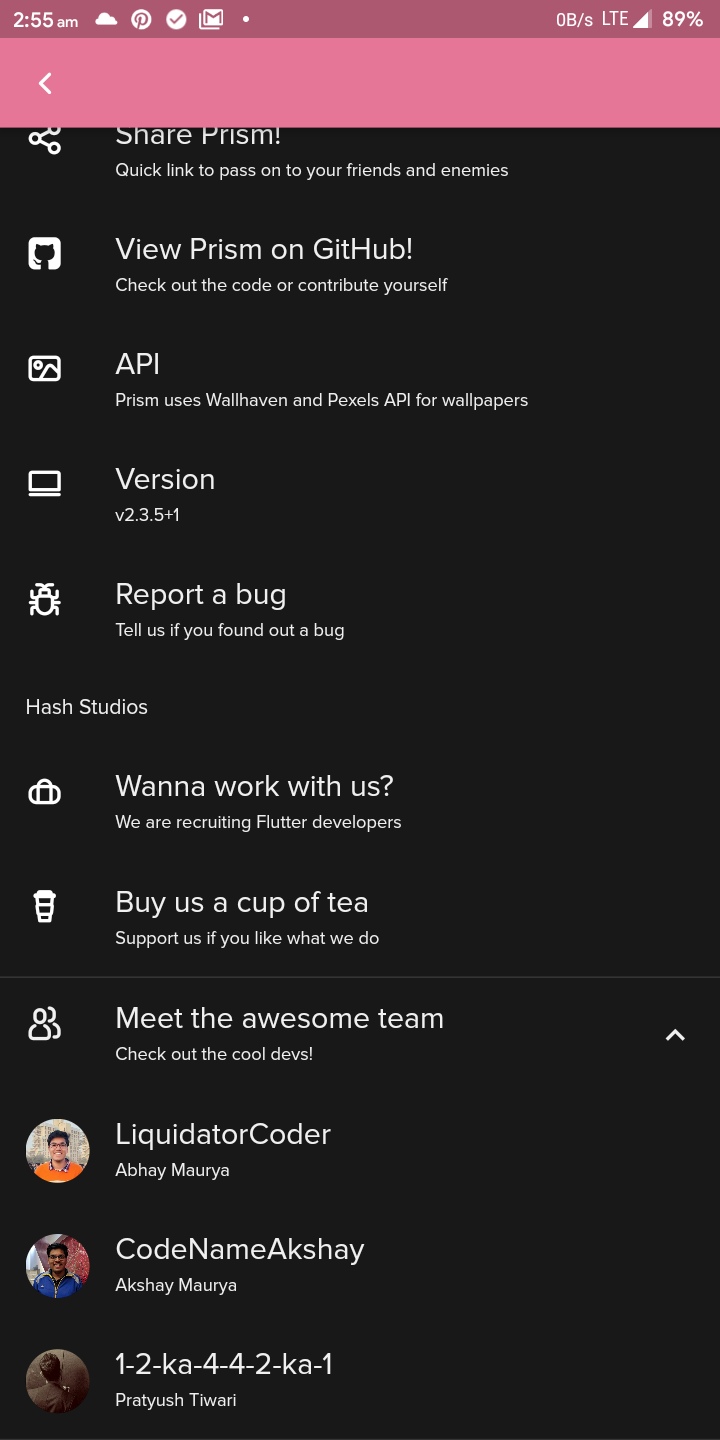 2:55 am
0B/s LTE 89%
Share Prism!
Quick link to pass on to your friends and enemies
View Prism on GitHub!
Check out the code or contribute yourself
API
Prism uses Wallhaven and Pexels API for wallpapers
Version
v2.3.5+1
Report a bug
Tell us if you found out a bug
Hash Studios
Wanna work with us?
We are recruiting Flutter developers
Buy us a cup of tea
Support us if you like what we do
Meet the awesome team
Check out the cool devs!
LiquidatorCoder
Abhay Maurya
CodeNameAkshay
Akshay Maurya
1-2-ka-4-4-2-ka-1
Pratyush Tiwari